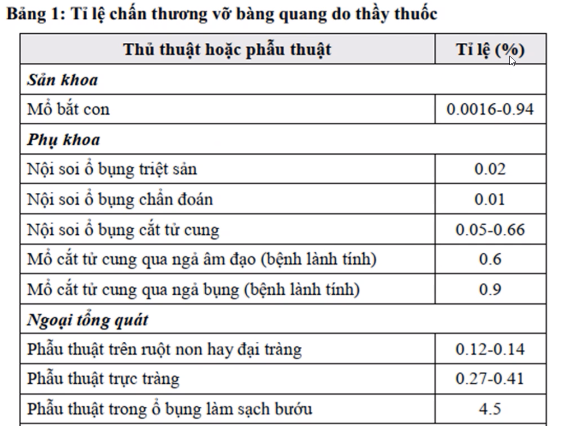 Bảng 1: Tỉ lệ chấn thương vỡ bàng quang do thầy thuốc
Thủ thuật hoặc phẫu thuật Tỉ lệ (%)
Sản khoa
Mổ bắt con 0.0016-0.94
Phụ khoa
Nội soi ổ bụng triệt sản 0.02
Nội soi ổ bụng chẩn đoán 0.01
Nội soi ổ bụng cắt tử cung 0.05-0.66
Mổ cắt tử cung qua ngả âm đạo (bệnh lành tính) 0.6
Mổ cắt tử cung qua ngả bụng (bệnh lành tính) 0.9
Ngoại tổng quát
Phẫu thuật trên ruột non hay đại tràng 0.12-0.14
Phẫu thuật trực tràng 0.27-0.41
Phẫu thuật trong ổ bụng làm sạch bướu 4.5